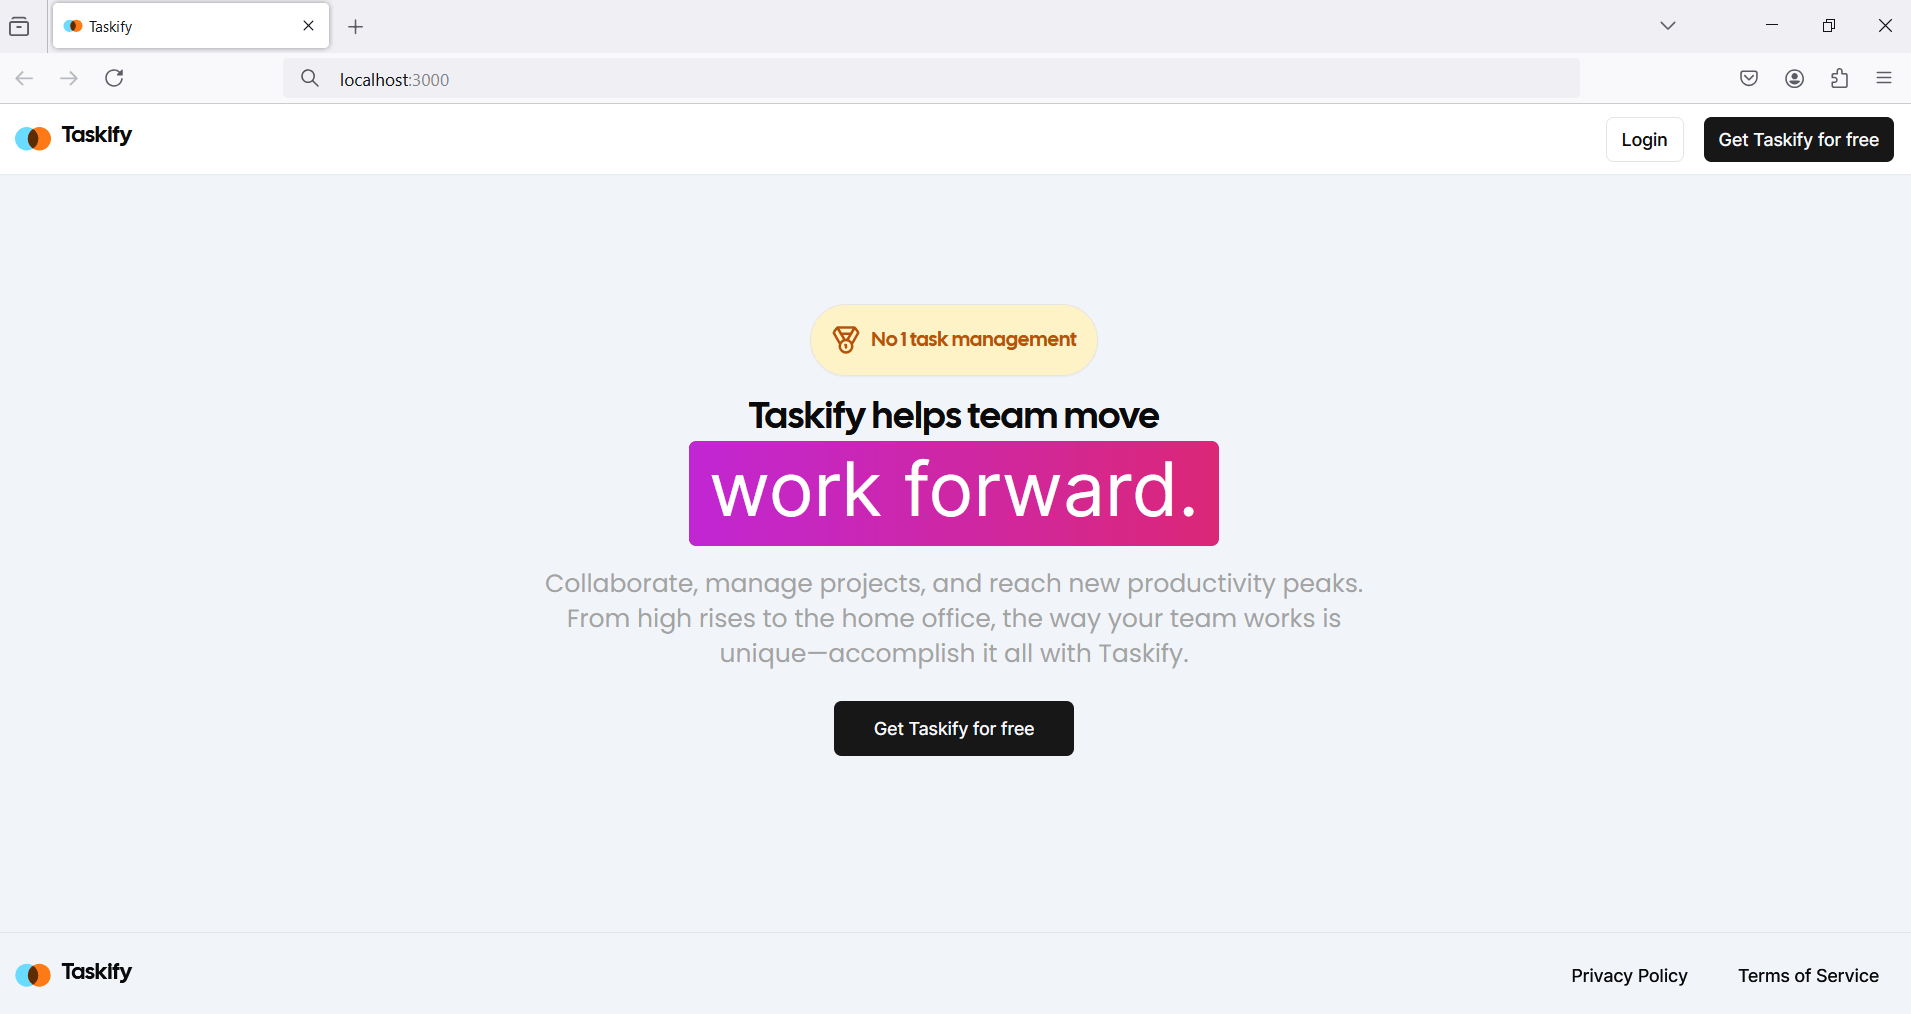 Taskify
localhost:3000
Taskify
Login
Get Taskify for free
No 1 task management
Taskify helps team move
work forward.
Collaborate, manage projects, and reach new productivity peaks.
From high rises to the home office, the way your team works is
unique—accomplish it all with Taskify.
Get Taskify for free
Taskify
Privacy Policy
Terms of Service